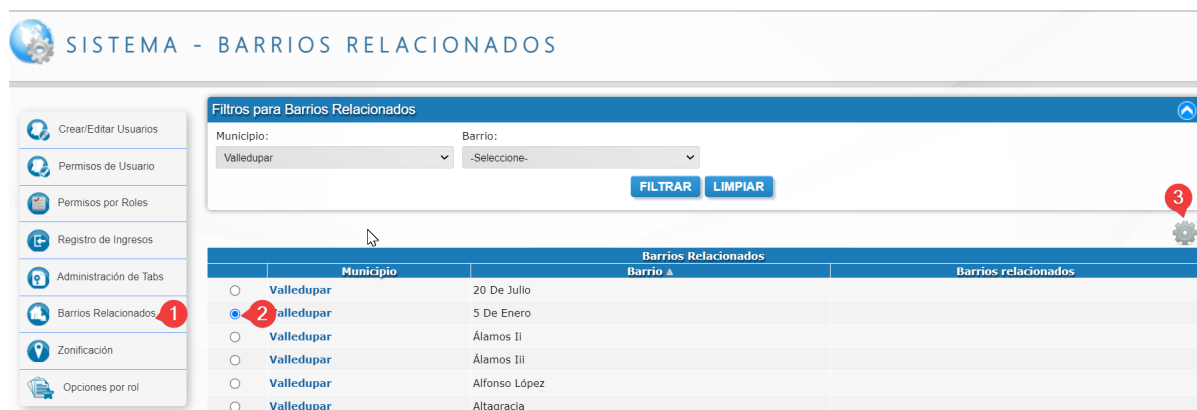 SISTEMA - BARRIOS RELACIONADOS
Crear/Editar Usuarios
Permisos de Usuario
Permisos por Roles
Registro de Ingresos
Administración de Tabs
Barrios Relacionados 1
Zonificación
Opciones por rol
Filtros para Barrios Relacionados
Municipio: Barrio:
Valledupar -Seleccione-
FILTRAR LIMPIAR
3
Barrios Relacionados
Municipio Barrio Barrios relacionados
Valledupar 20 De Julio
2 Valledupar 5 De Enero
Valledupar Álamos Ii
Valledupar Álamos Iii
Valledupar Alfonso López
Valledupar Altagracia